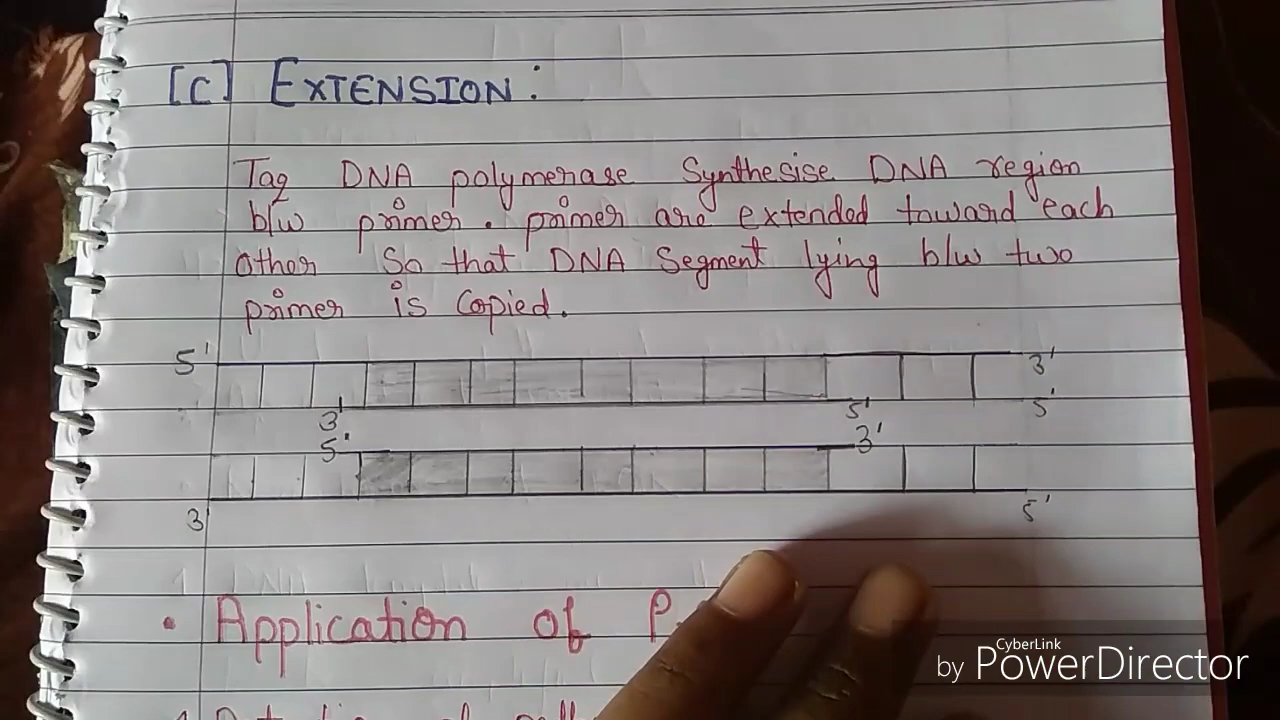 [C] EXTENSION:
Taq DNA polymerase Synthesise DNA region
b/w primer. primer are extended toward each
other So that DNA Segment lying b/w two
primer is Copied.
5' 3'
3' 5' 5'
5' 3'
3' 5'
• Application of P.
CyberLink
by PowerDirector